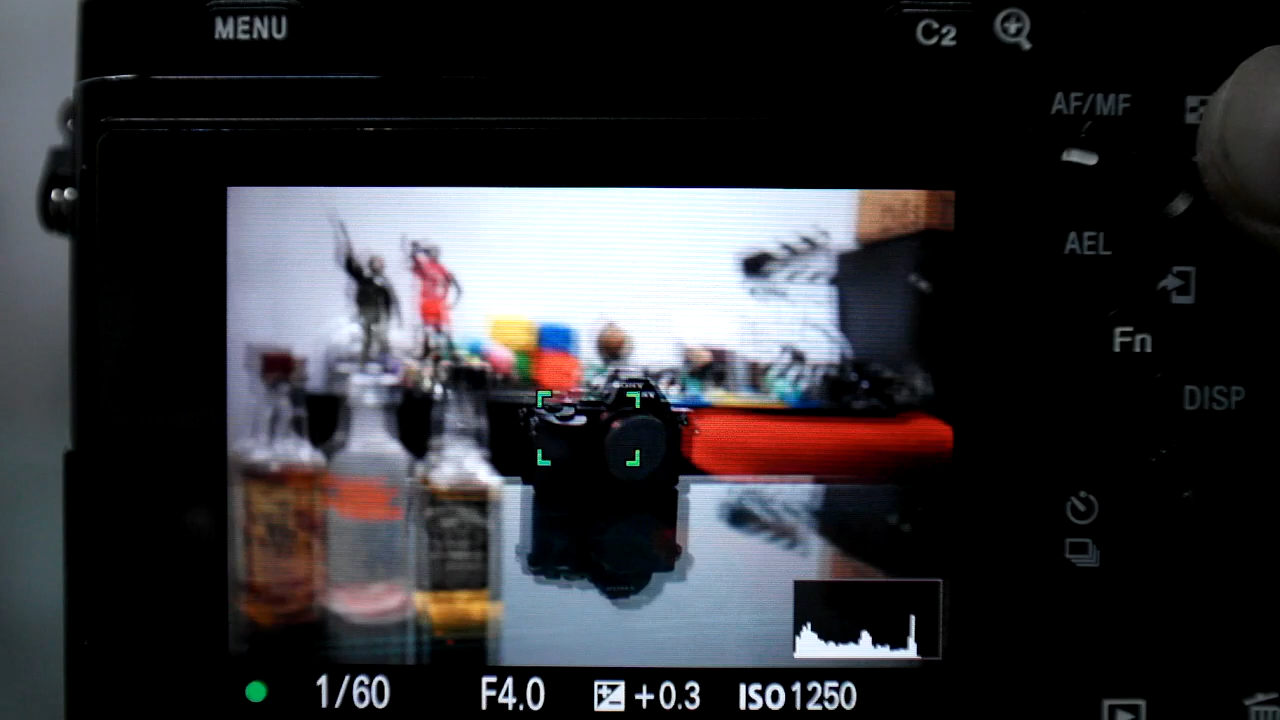 MENU
C2
AF/MF
AEL
Fn
DISP
SONY
1/60 F4.0 +0.3 ISO 1250